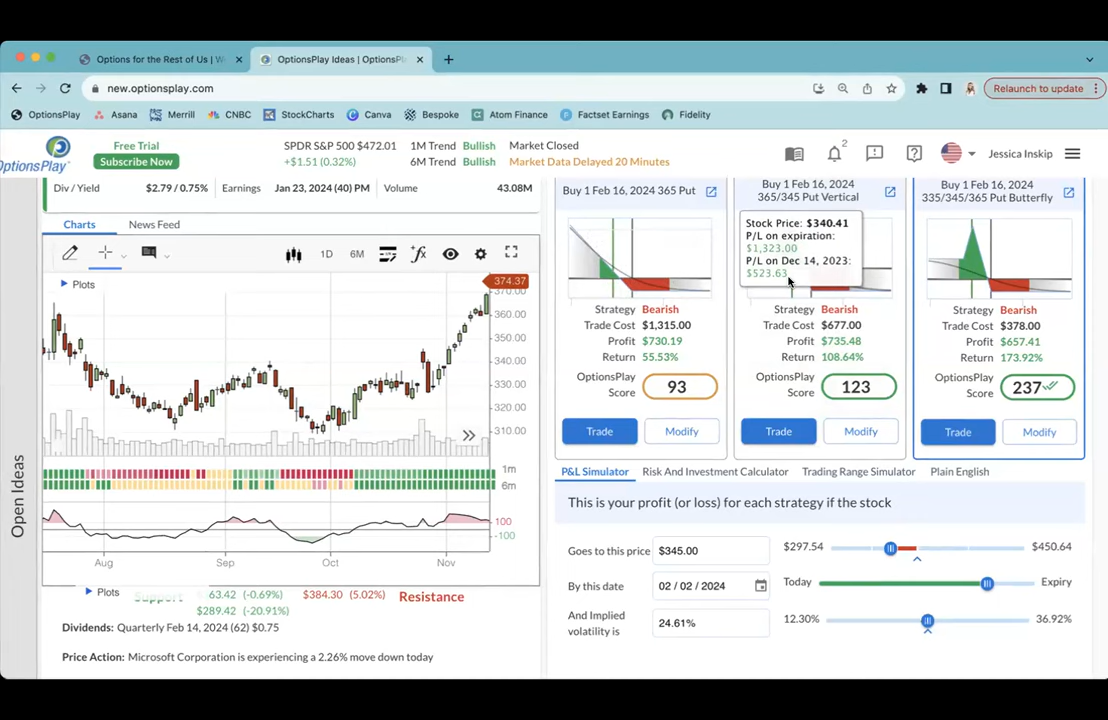 Options for the Rest of Us | W
OptionsPlay Ideas | OptionsPl
new.optionsplay.com
Relaunch to update
OptionsPlay
Asana
Merrill
CNBC
StockCharts
Canva
Bespoke
Atom Finance
Factset Earnings
Fidelity
OptionsPlay
Free Trial
Subscribe Now
SPDR S&P 500 $472.01
+$1.51 (0.32%)
1M Trend Bullish
6M Trend Bullish
Market Closed
Market Data Delayed 20 Minutes
2
Jessica Inskip
Div / Yield $2.79 / 0.75% Earnings Jan 23, 2024 (40) PM Volume 43.08M
Charts News Feed
1D 6M
Plots
374.37
370.00
360.00
350.00
340.00
330.00
320.00
310.00
1m
6m
100
-100
Aug Sep Oct Nov
Plots
Support 63.42 (-0.69%) $384.30 (5.02%) Resistance
$289.42 (-20.91%)
Dividends: Quarterly Feb 14, 2024 (62) $0.75
Price Action: Microsoft Corporation is experiencing a 2.26% move down today
Open Ideas
Buy 1 Feb 16, 2024 365 Put
Strategy Bearish
Trade Cost $1,315.00
Profit $730.19
Return 55.53%
OptionsPlay Score 93
Trade Modify
Buy 1 Feb 16, 2024
365/345 Put Vertical
Stock Price: $340.41
P/L on expiration:
$1,323.00
P/L on Dec 14, 2023:
$523.63
Strategy Bearish
Trade Cost $677.00
Profit $735.48
Return 108.64%
OptionsPlay Score 123
Trade Modify
Buy 1 Feb 16, 2024
335/345/365 Put Butterfly
Strategy Bearish
Trade Cost $378.00
Profit $657.41
Return 173.92%
OptionsPlay Score 237
Trade Modify
P&L Simulator Risk And Investment Calculator Trading Range Simulator Plain English
This is your profit (or loss) for each strategy if the stock
Goes to this price $345.00 $297.54 $450.64
By this date 02 / 02 / 2024 Today Expiry
And Implied volatility is 24.61% 12.30% 36.92%